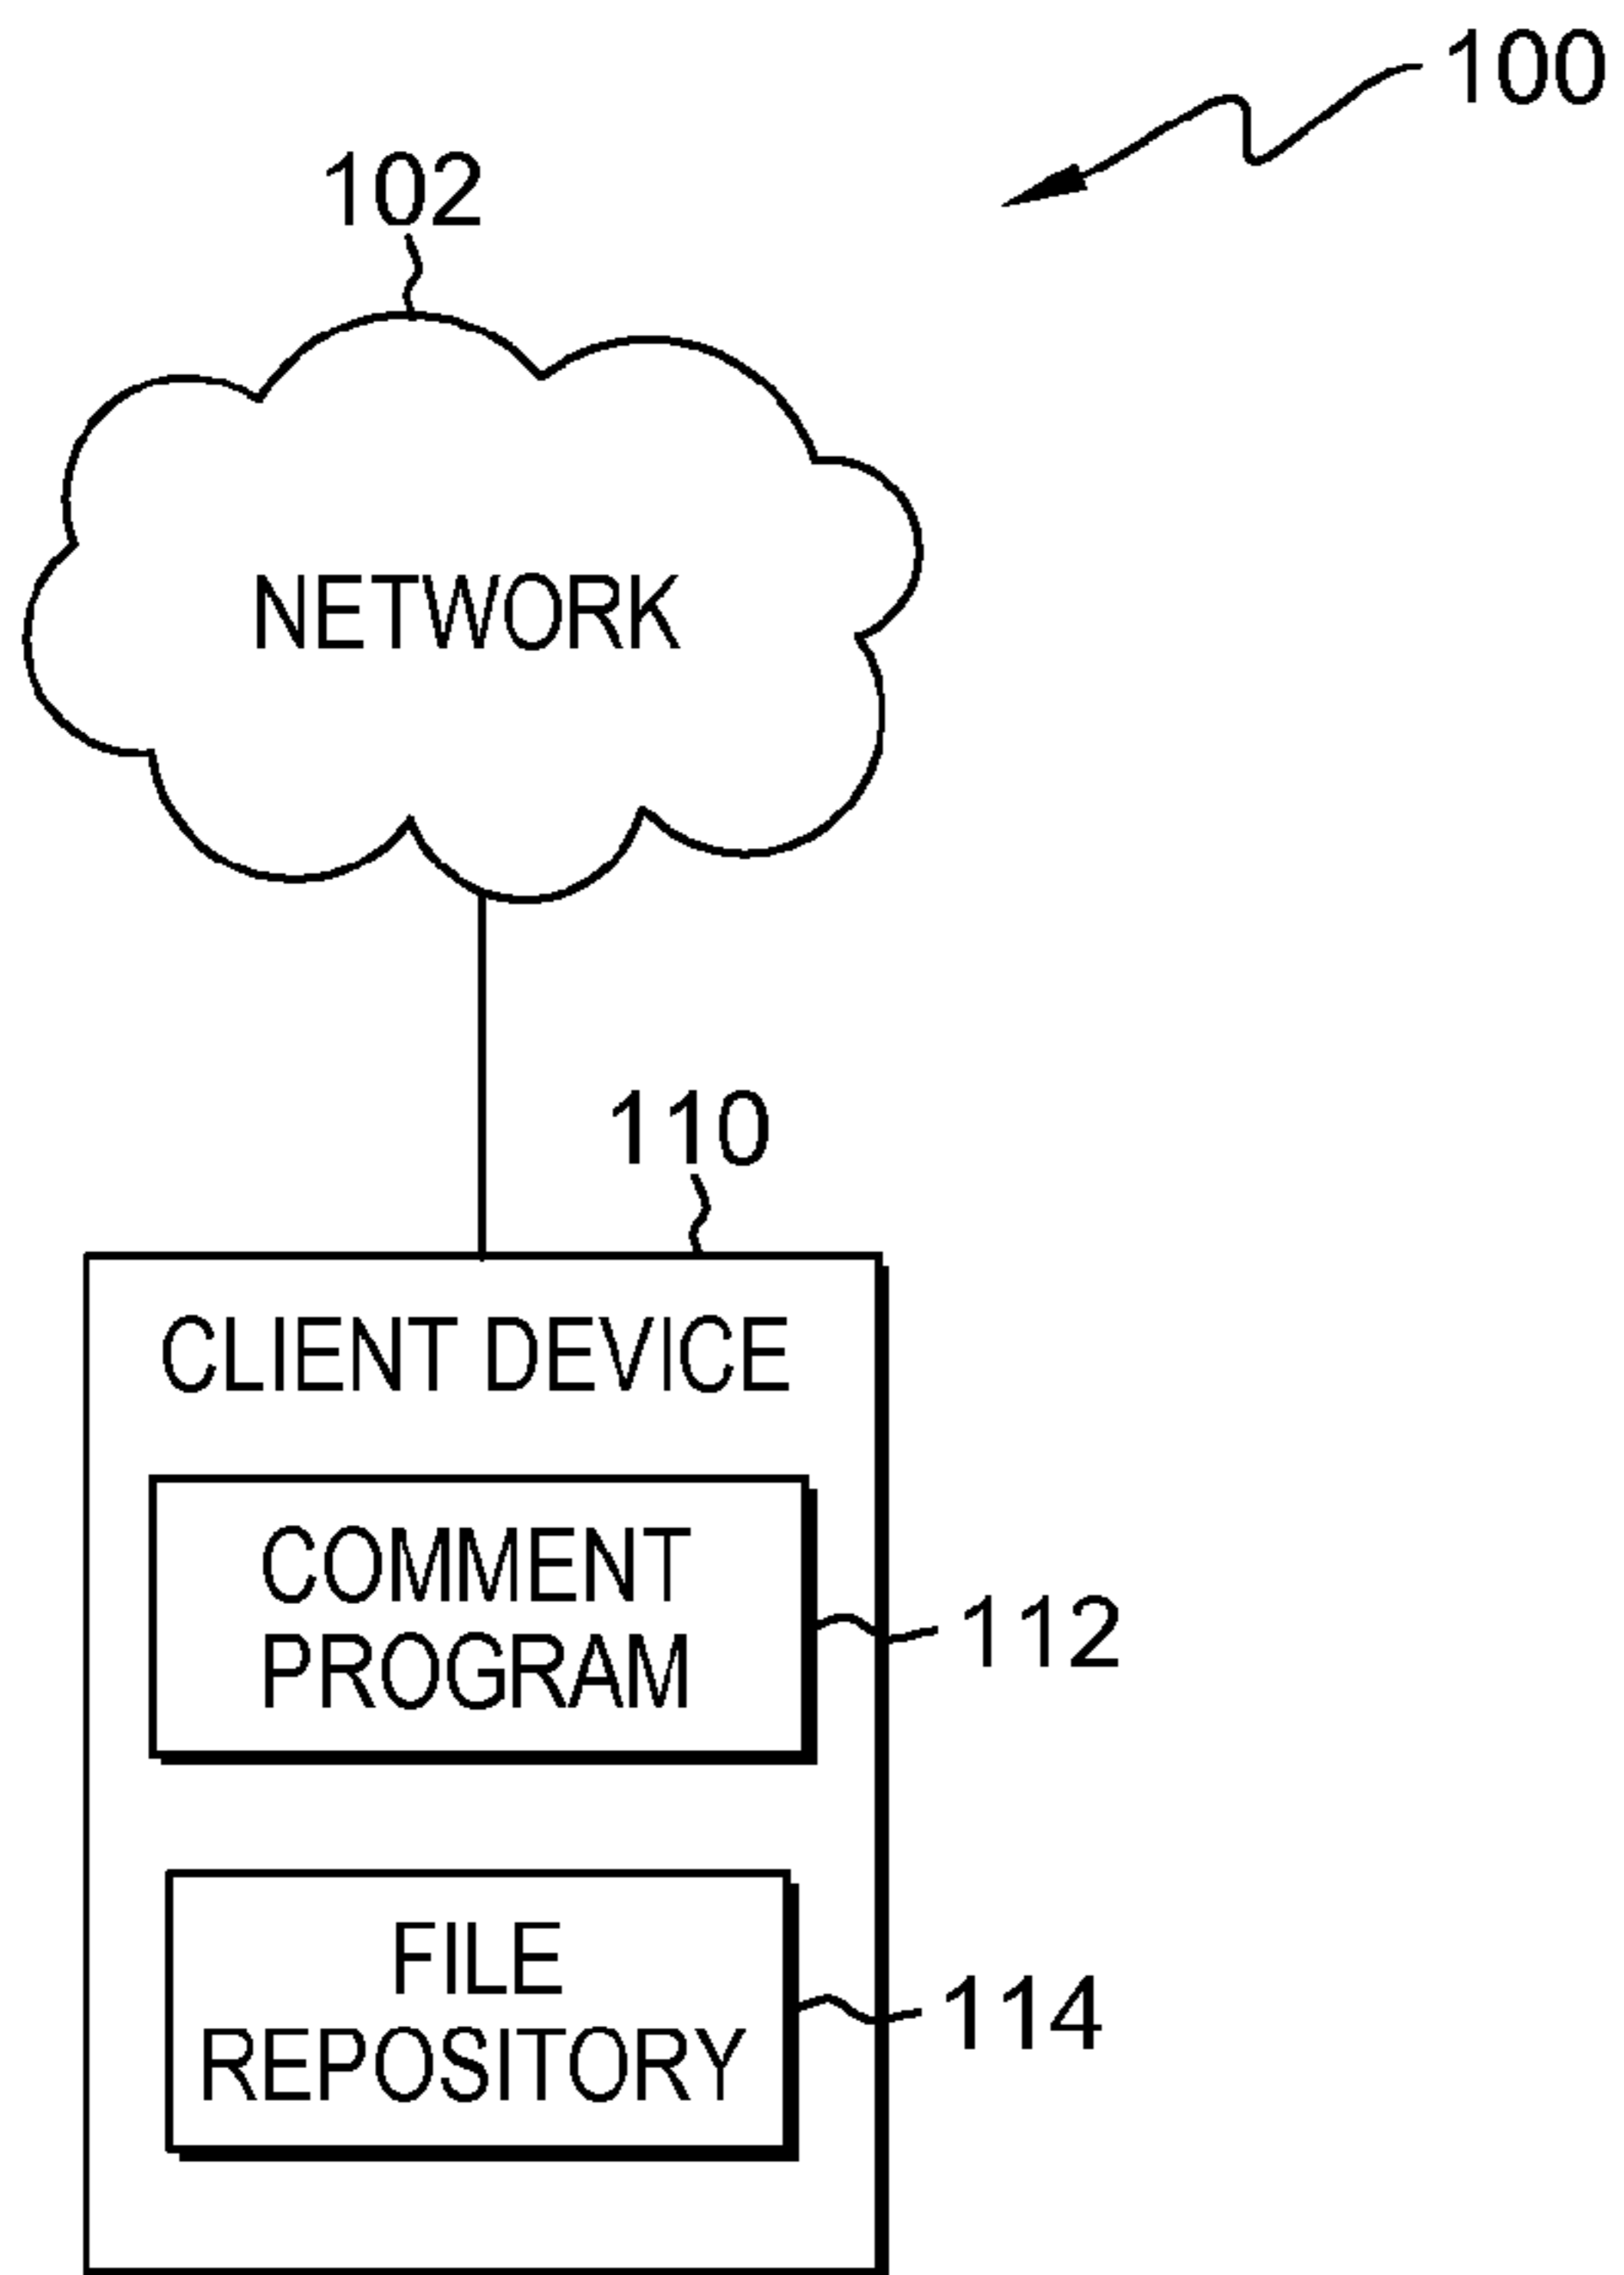 100
102
NETWORK
110
CLIENT DEVICE
COMMENT
PROGRAM
112
FILE
REPOSITORY
114